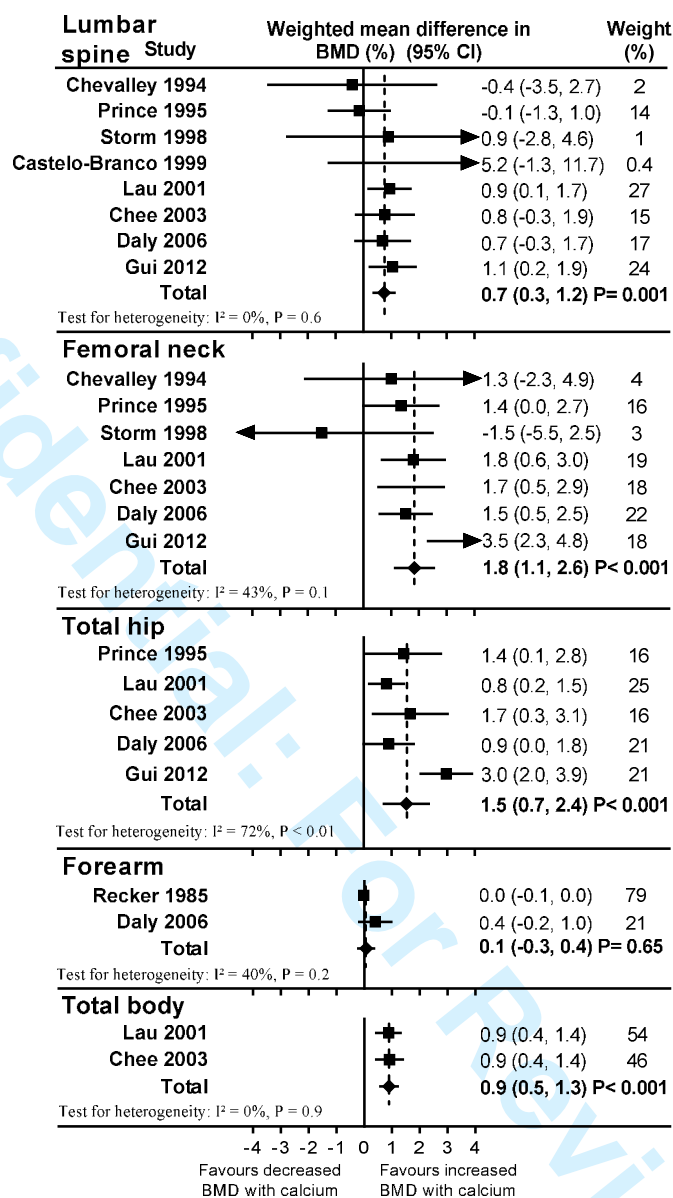 Lumbar spine Study Weighted mean difference in BMD (%) (95% CI) Weight (%)
Chevalley 1994 -0.4 (-3.5, 2.7) 2
Prince 1995 -0.1 (-1.3, 1.0) 14
Storm 1998 0.9 (-2.8, 4.6) 1
Castelo-Branco 1999 5.2 (-1.3, 11.7) 0.4
Lau 2001 0.9 (0.1, 1.7) 27
Chee 2003 0.8 (-0.3, 1.9) 15
Daly 2006 0.7 (-0.3, 1.7) 17
Gui 2012 1.1 (0.2, 1.9) 24
Total 0.7 (0.3, 1.2) P= 0.001
Test for heterogeneity: I² = 0%, P = 0.6
Femoral neck
Chevalley 1994 1.3 (-2.3, 4.9) 4
Prince 1995 1.4 (0.0, 2.7) 16
Storm 1998 -1.5 (-5.5, 2.5) 3
Lau 2001 1.8 (0.6, 3.0) 19
Chee 2003 1.7 (0.5, 2.9) 18
Daly 2006 1.5 (0.5, 2.5) 22
Gui 2012 3.5 (2.3, 4.8) 18
Total 1.8 (1.1, 2.6) P< 0.001
Test for heterogeneity: I² = 43%, P = 0.1
Total hip
Prince 1995 1.4 (0.1, 2.8) 16
Lau 2001 0.8 (0.2, 1.5) 25
Chee 2003 1.7 (0.3, 3.1) 16
Daly 2006 0.9 (0.0, 1.8) 21
Gui 2012 3.0 (2.0, 3.9) 21
Total 1.5 (0.7, 2.4) P< 0.001
Test for heterogeneity: I² = 72%, P < 0.01
Forearm
Recker 1985 0.0 (-0.1, 0.0) 79
Daly 2006 0.4 (-0.2, 1.0) 21
Total 0.1 (-0.3, 0.4) P= 0.65
Test for heterogeneity: I² = 40%, P = 0.2
Total body
Lau 2001 0.9 (0.4, 1.4) 54
Chee 2003 0.9 (0.4, 1.4) 46
Total 0.9 (0.5, 1.3) P< 0.001
Test for heterogeneity: I² = 0%, P = 0.9
-4 -3 -2 -1 0 1 2 3 4
Favours decreased BMD with calcium
Favours increased BMD with calcium
fidential: For Revi